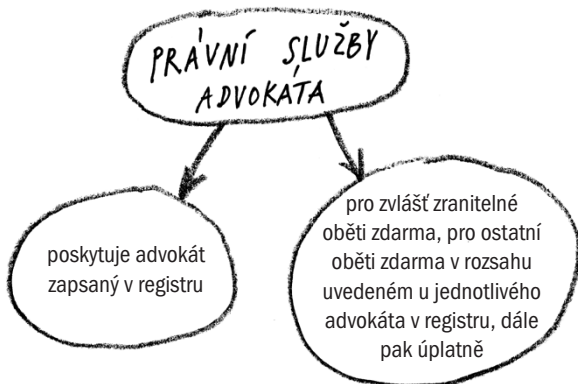 PRÁVNÍ SLUŽBY
ADVOKÁTA
poskytuje advokát
zapsaný v registru
pro zvlášť zranitelné
oběti zdarma, pro ostatní
oběti zdarma v rozsahu
uvedeném u jednotlivého
advokáta v registru, dále
pak úplatně